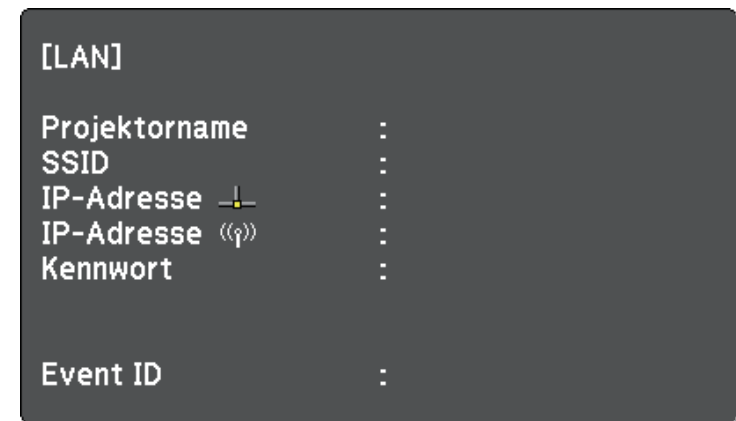 [LAN]
Projektorname :
SSID :
IP-Adresse :
IP-Adresse :
Kennwort :
Event ID :